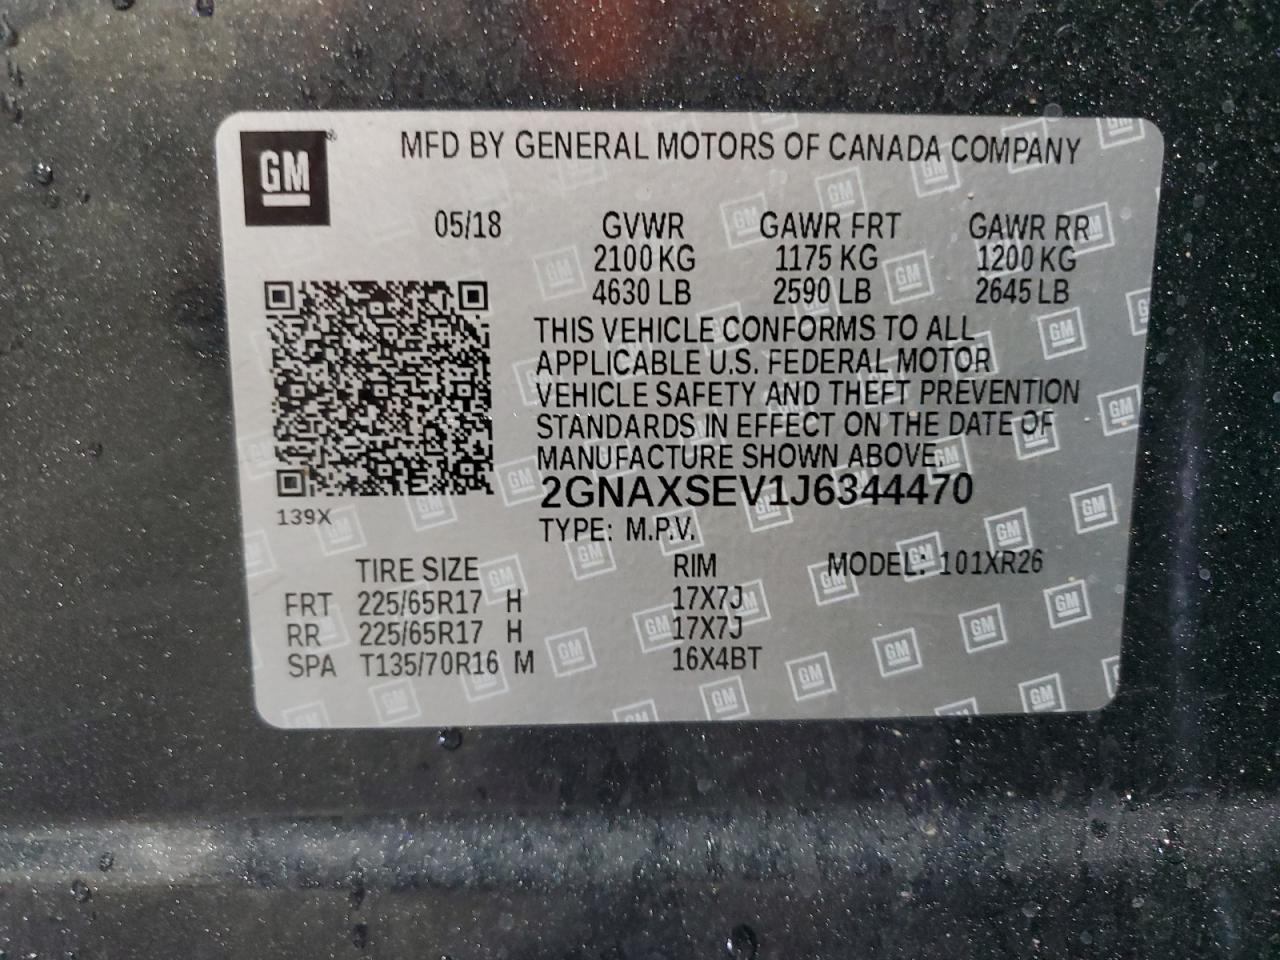 GM
MFD BY GENERAL MOTORS OF CANADA COMPANY
05/18 GVWR GAWR FRT GAWR RR
2100 KG 1175 KG 1200 KG
4630 LB 2590 LB 2645 LB
THIS VEHICLE CONFORMS TO ALL
APPLICABLE U.S. FEDERAL MOTOR
VEHICLE SAFETY AND THEFT PREVENTION
STANDARDS IN EFFECT ON THE DATE OF
MANUFACTURE SHOWN ABOVE.
2GNAXSEV1J6344470
139X
TYPE: M.P.V.
TIRE SIZE RIM MODEL: 101XR26
FRT 225/65R17 H 17X7J
RR 225/65R17 H 17X7J
SPA T135/70R16 M 16X4BT